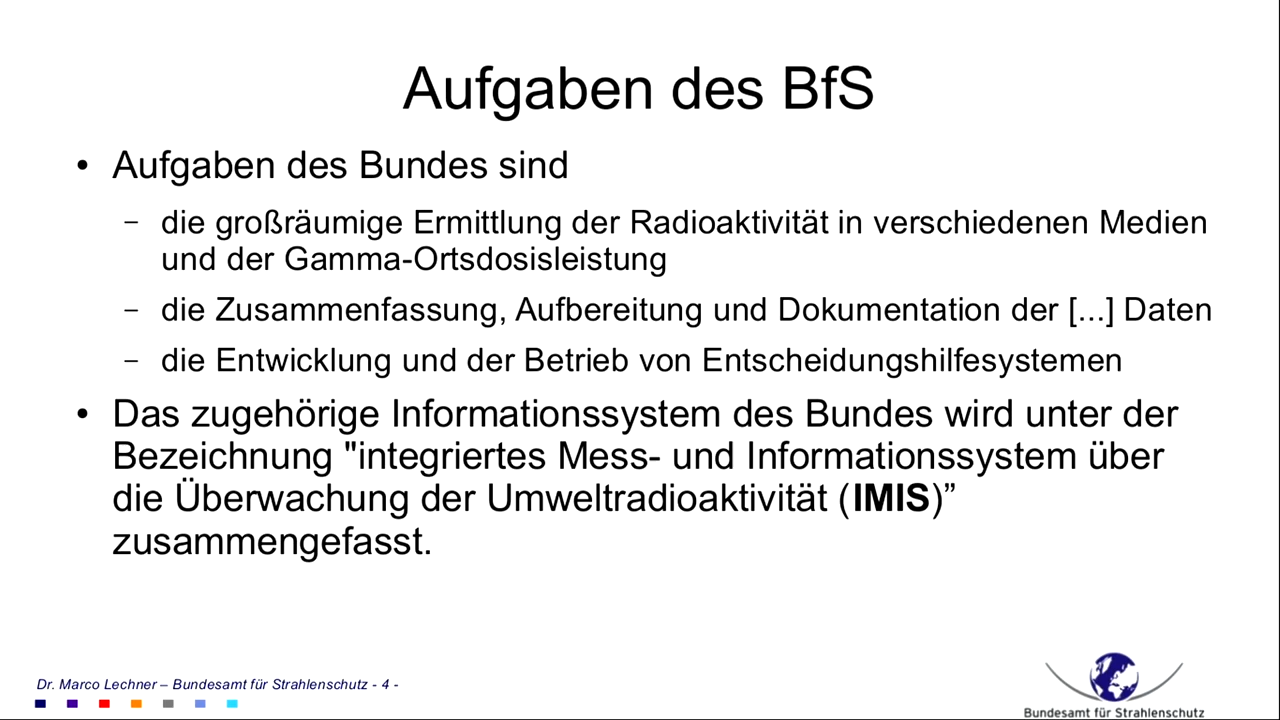 Aufgaben des BfS
• Aufgaben des Bundes sind
– die großräumige Ermittlung der Radioaktivität in verschiedenen Medien
und der Gamma-Ortsdosisleistung
– die Zusammenfassung, Aufbereitung und Dokumentation der [...] Daten
– die Entwicklung und der Betrieb von Entscheidungshilfesystemen
• Das zugehörige Informationssystem des Bundes wird unter der
Bezeichnung "integriertes Mess- und Informationssystem über
die Überwachung der Umweltradioaktivität (IMIS)”
zusammengefasst.
Dr. Marco Lechner – Bundesamt für Strahlenschutz - 4 -
Bundesamt für Strahlenschutz